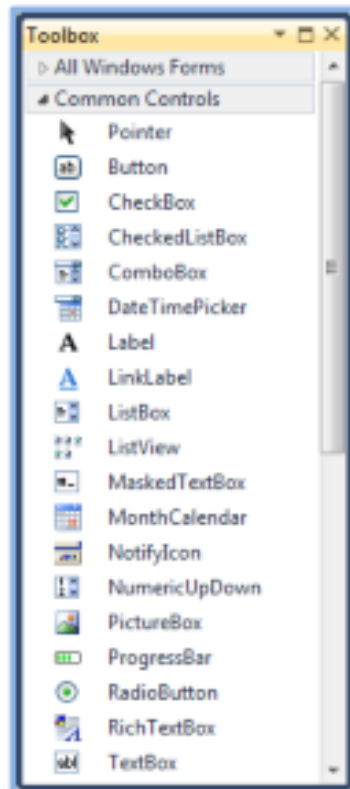 Toolbox
All Windows Forms
Common Controls
Pointer
Button
CheckBox
CheckedListBox
ComboBox
DateTimePicker
Label
LinkLabel
ListBox
ListView
MaskedTextBox
MonthCalendar
NotifyIcon
NumericUpDown
PictureBox
ProgressBar
RadioButton
RichTextBox
TextBox